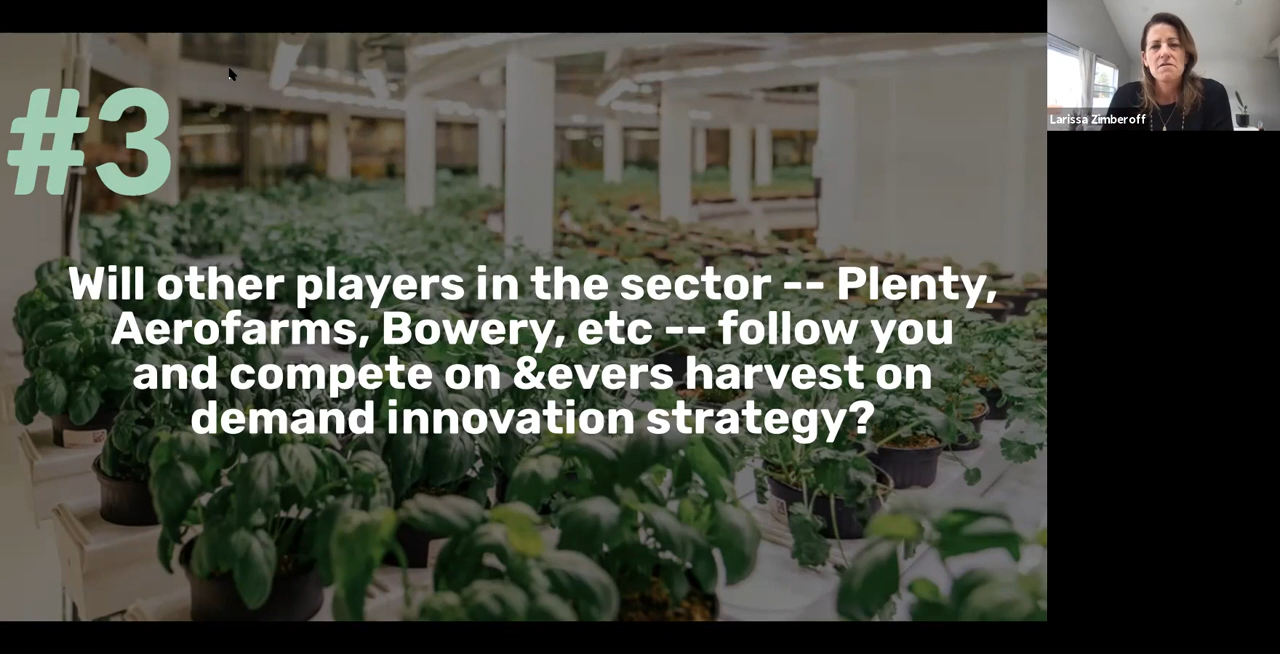 #3
Will other players in the sector -- Plenty,
Aerofarms, Bowery, etc -- follow you
and compete on &evers harvest on
demand innovation strategy?
Larissa Zimberoff